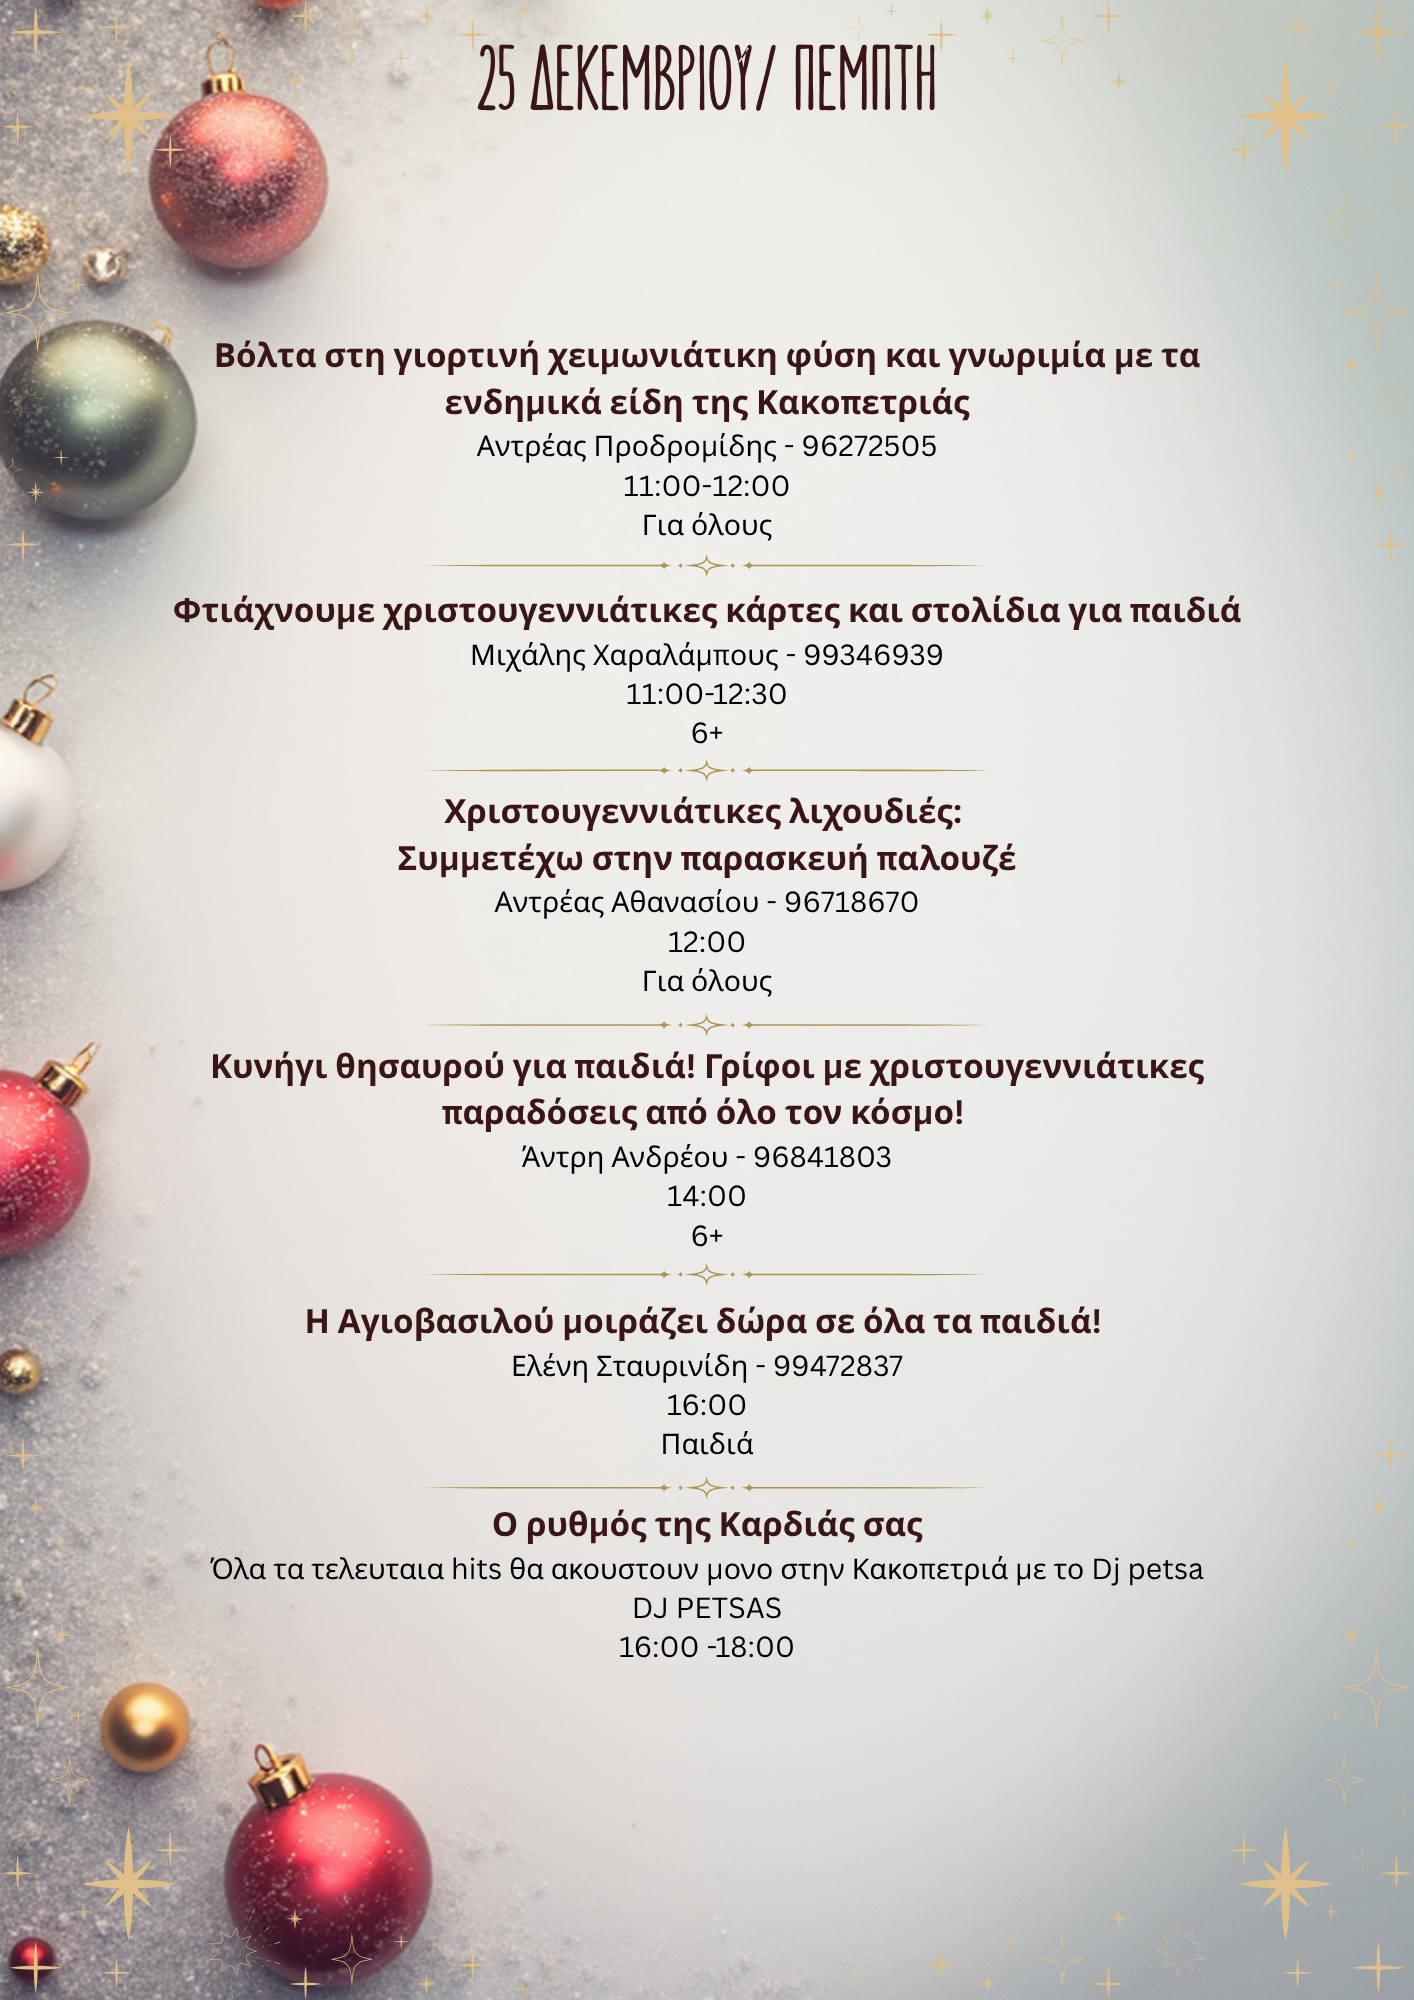 25 ΔΕΚΕΜΒΡΙΟΥ/ ΠΕΜΠΤΗ
Βόλτα στη γιορτινή χειμωνιάτικη φύση και γνωριμία με τα
ενδημικά είδη της Κακοπετριάς
Αντρέας Προδρομίδης - 96272505
11:00-12:00
Για όλους
Φτιάχνουμε χριστουγεννιάτικες κάρτες και στολίδια για παιδιά
Μιχάλης Χαραλάμπους - 99346939
11:00-12:30
6+
Χριστουγεννιάτικες λιχουδιές:
Συμμετέχω στην παρασκευή παλουζέ
Αντρέας Αθανασίου - 96718670
12:00
Για όλους
Κυνήγι θησαυρού για παιδιά! Γρίφοι με χριστουγεννιάτικες
παραδόσεις από όλο τον κόσμο!
Άντρη Ανδρέου - 96841803
14:00
6+
Η Αγιοβασιλού μοιράζει δώρα σε όλα τα παιδιά!
Ελένη Σταυρινίδη - 99472837
16:00
Παιδιά
Ο ρυθμός της Καρδιάς σας
Όλα τα τελευταια hits θα ακουστουν μονο στην Κακοπετριά με το Dj petsa
DJ PETSAS
16:00 -18:00